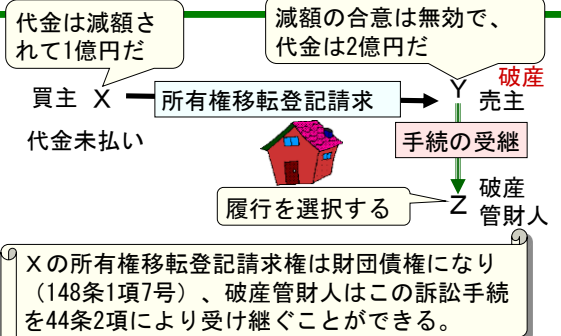 代金は減額さ
れて1億円だ
減額の合意は無効で、
代金は2億円だ
買主 X
所有権移転登記請求
Y 破産
売主
代金未払い
手続の受継
履行を選択する
Z 破産
管財人
Xの所有権移転登記請求権は財団債権になり
（148条1項7号）、破産管財人はこの訴訟手続
を44条2項により受け継ぐことができる。